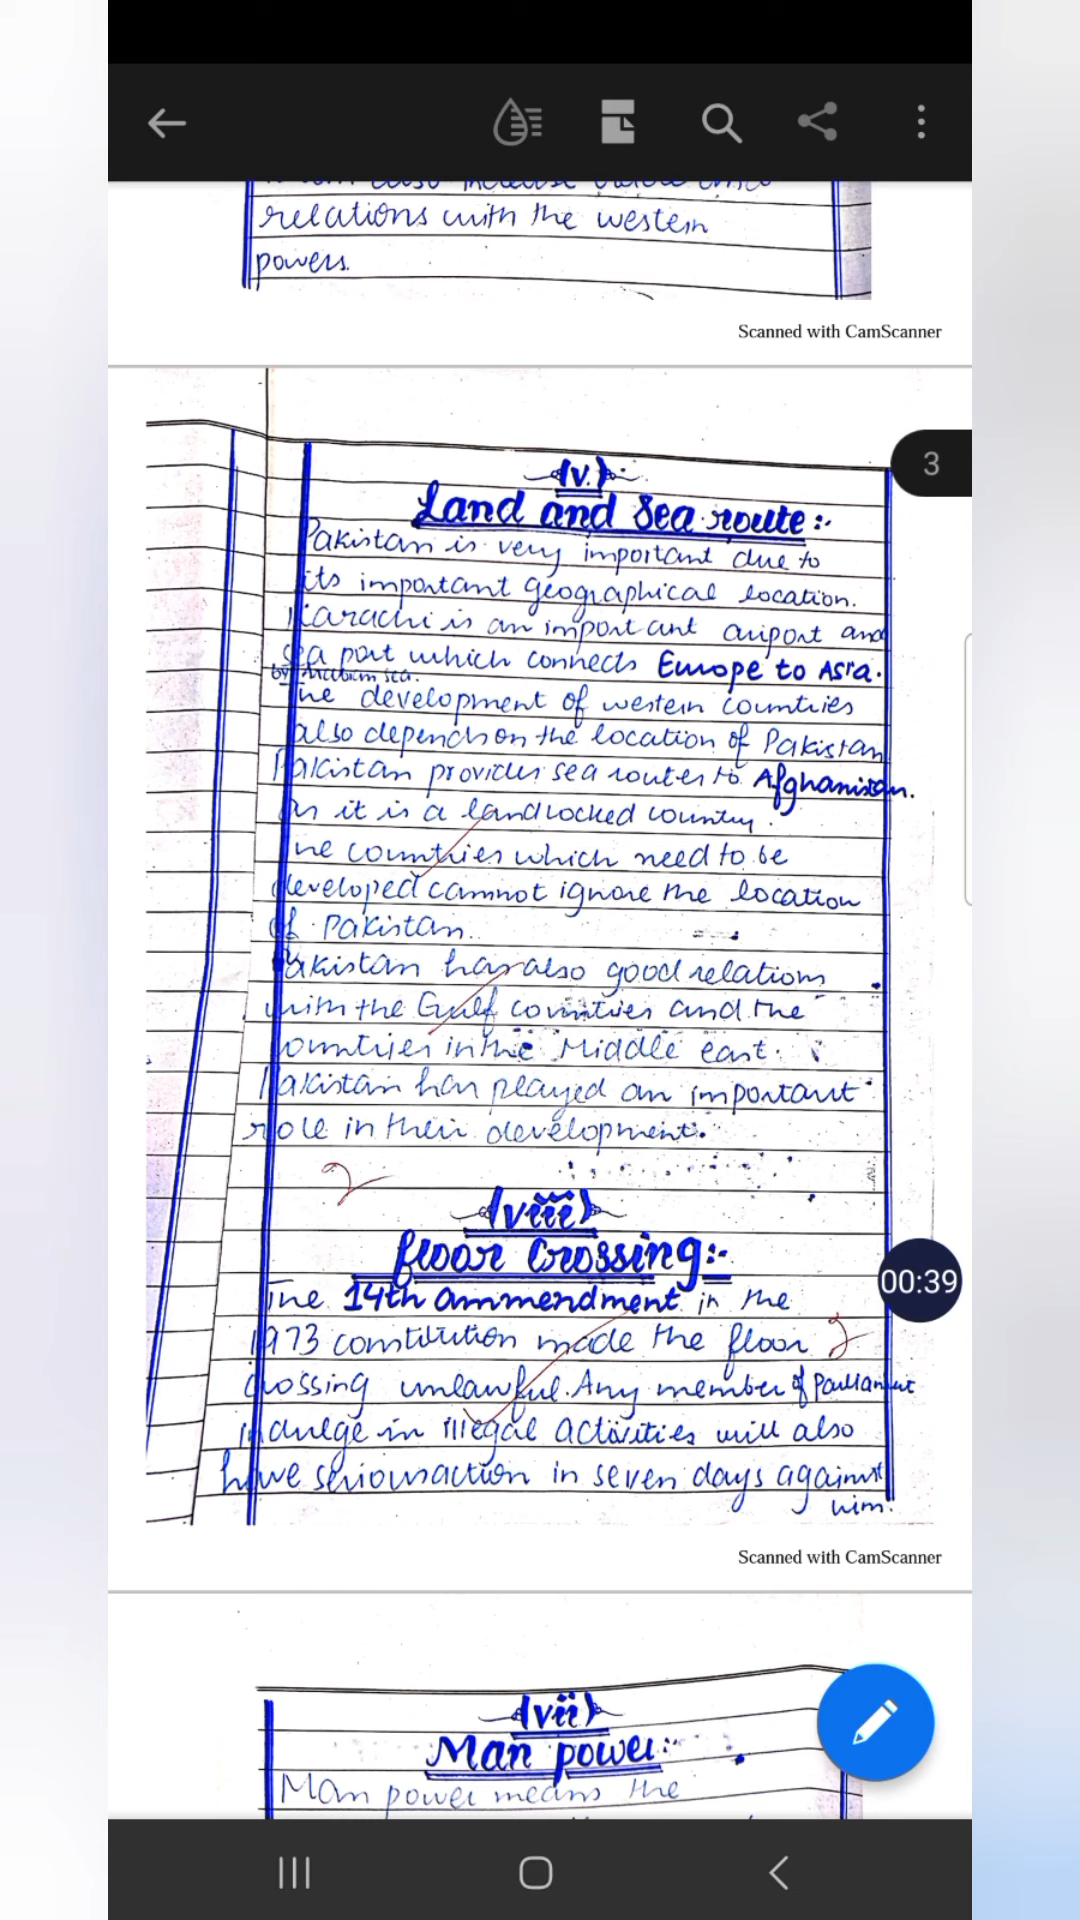 relations with the western
powers.
Scanned with CamScanner
3
(v)
Land and Sea route:-
Pakistan is very important due to
its important geographical location.
Karachi is an important airport and
sea port which connects Europe to Asia.
by Arabian sea.
The development of western countries
also depends on the location of Pakistan
Pakistan provides sea routes to Afghanistan.
as it is a landlocked country.
The countries which need to be
developed cannot ignore the location
of Pakistan.
Pakistan has also good relations
with the Gulf countries and the
countries in the Middle east.
Pakistan has played an important
role in their development.
2
(viii)
floor Crossing:-
The 14th ammendment in the
1973 constitution made the floor 2
crossing unlawful. Any member of Parliament
indulge in illegal activities will also
have serious action in seven days against
him.
00:39
Scanned with CamScanner
(vii)
Man power:-
Man power means the